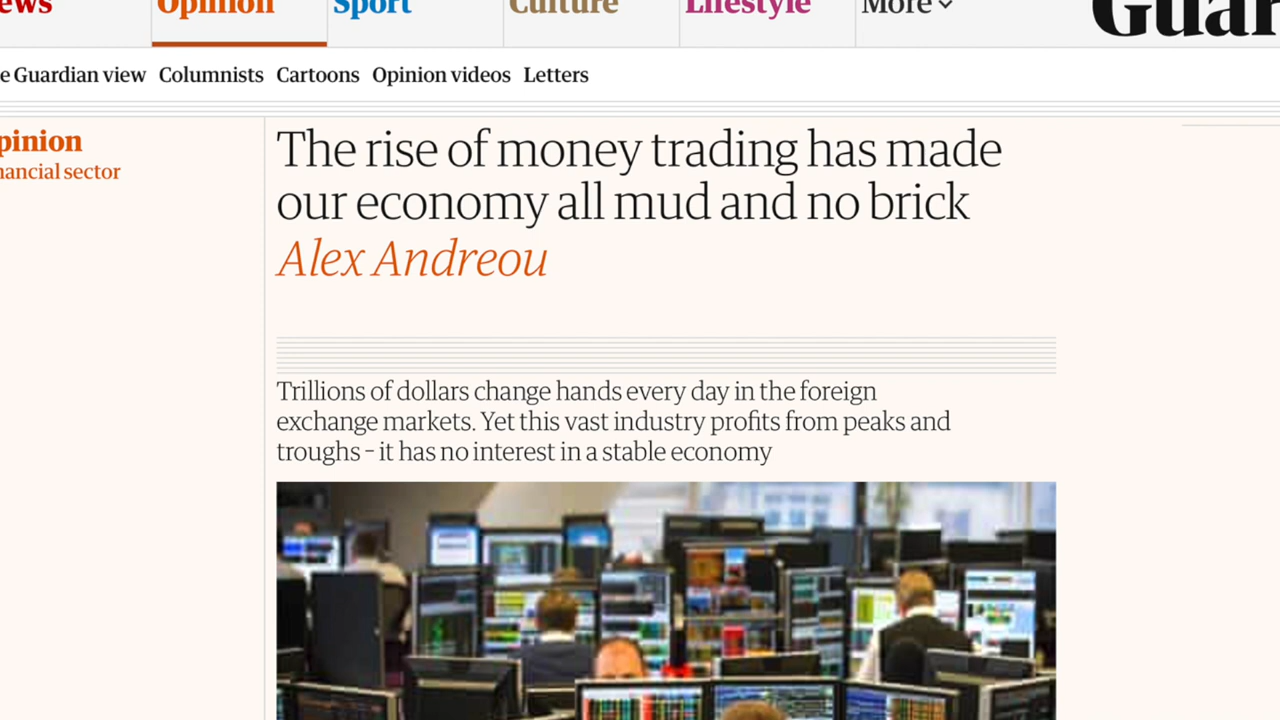 ews Opinion Sport Culture Lifestyle More Guar
e Guardian view Columnists Cartoons Opinion videos Letters
pinion
nancial sector
The rise of money trading has made
our economy all mud and no brick
Alex Andreou
Trillions of dollars change hands every day in the foreign
exchange markets. Yet this vast industry profits from peaks and
troughs – it has no interest in a stable economy